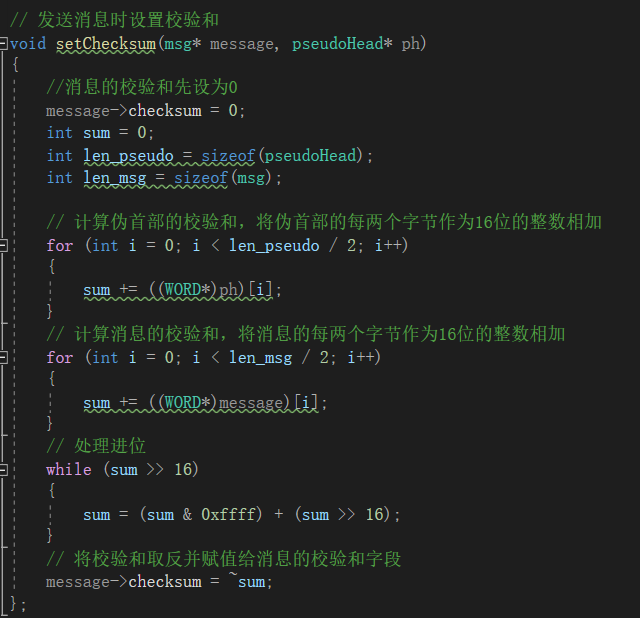 // 发送消息时设置校验和
void setChecksum(msg* message, pseudoHead* ph)
{
    //消息的校验和先设为0
    message->checksum = 0;
    int sum = 0;
    int len_pseudo = sizeof(pseudoHead);
    int len_msg = sizeof(msg);

    // 计算伪首部的校验和，将伪首部的每两个字节作为16位的整数相加
    for (int i = 0; i < len_pseudo / 2; i++)
    {
        sum += ((WORD*)ph)[i];
    }
    // 计算消息的校验和，将消息的每两个字节作为16位的整数相加
    for (int i = 0; i < len_msg / 2; i++)
    {
        sum += ((WORD*)message)[i];
    }
    // 处理进位
    while (sum >> 16)
    {
        sum = (sum & 0xffff) + (sum >> 16);
    }
    // 将校验和取反并赋值给消息的校验和字段
    message->checksum = ~sum;
};